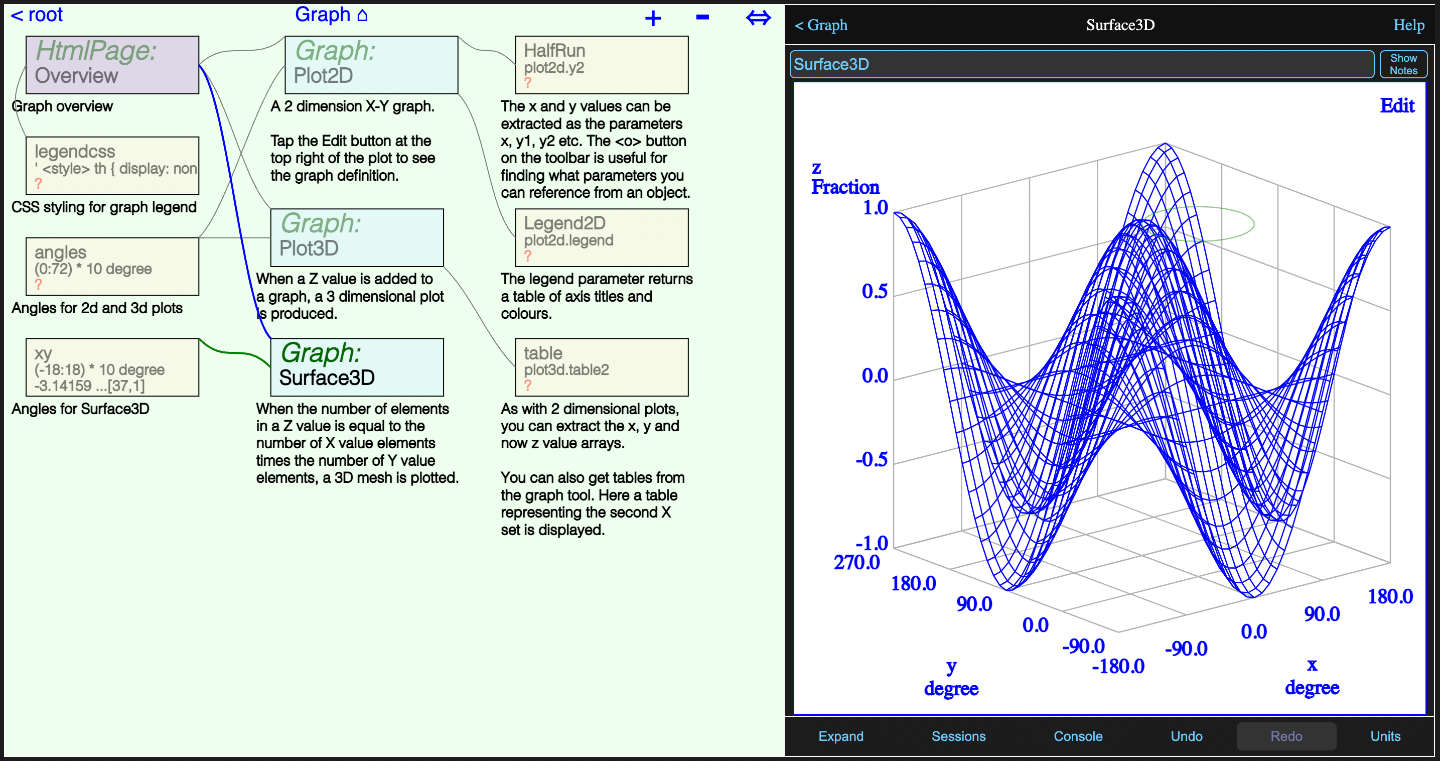 < root
Graph ⌂
+
-
⇔
HtmlPage:
Overview
Graph overview
legendcss
' <style> th { display: non
?
CSS styling for graph legend
angles
(0:72) * 10 degree
?
Angles for 2d and 3d plots
xy
(-18:18) * 10 degree
-3.14159 ...[37,1]
Angles for Surface3D
Graph:
Plot2D
A 2 dimension X-Y graph.
Tap the Edit button at the
top right of the plot to see
the graph definition.
Graph:
Plot3D
When a Z value is added to
a graph, a 3 dimensional plot
is produced.
Graph:
Surface3D
When the number of elements
in a Z value is equal to the
number of X value elements
times the number of Y value
elements, a 3D mesh is plotted.
HalfRun
plot2d.y2
?
The x and y values can be
extracted as the parameters
x, y1, y2 etc. The <o> button
on the toolbar is useful for
finding what parameters you
can reference from an object.
Legend2D
plot2d.legend
?
The legend parameter returns
a table of axis titles and
colours.
table
plot3d.table2
?
As with 2 dimensional plots,
you can extract the x, y and
now z value arrays.
You can also get tables from
the graph tool. Here a table
representing the second X
set is displayed.
< Graph
Surface3D
Help
Surface3D
Show
Notes
Edit
z
Fraction
1.0
0.5
0.0
-0.5
-1.0
270.0
180.0
90.0
0.0
-90.0
-180.0
-90.0
0.0
90.0
180.0
y
degree
x
degree
Expand
Sessions
Console
Undo
Redo
Units